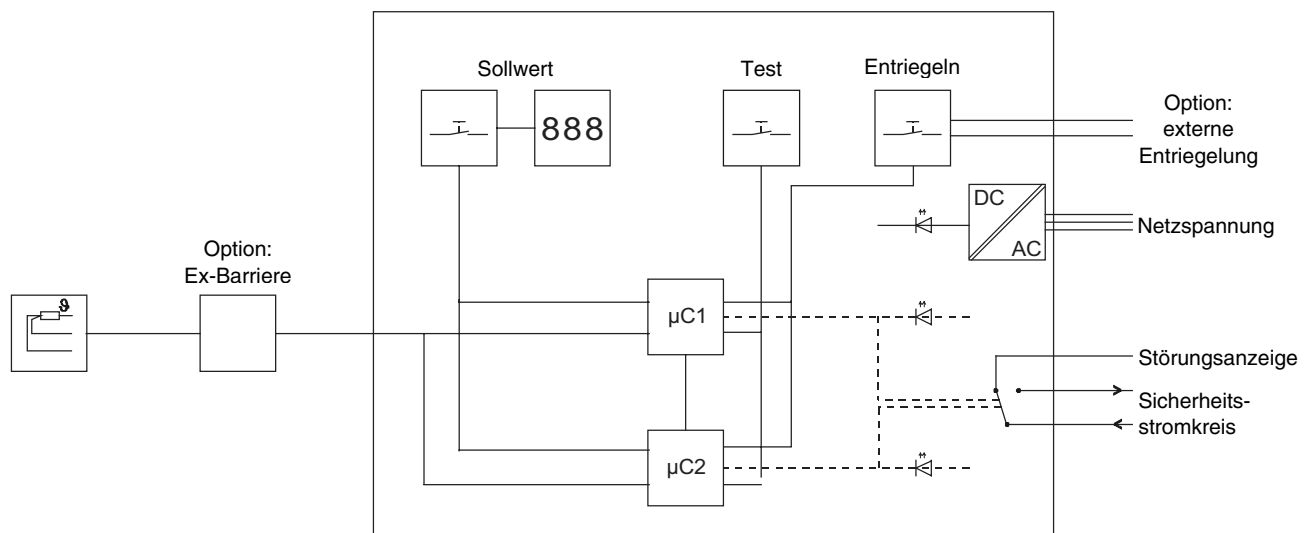 Sollwert
Test
Entriegeln
888
Option:
externe
Entriegelung
DC
AC
Netzspannung
Option:
Ex-Barriere
ϑ
µC1
Störungsanzeige
Sicherheits-
stromkreis
µC2